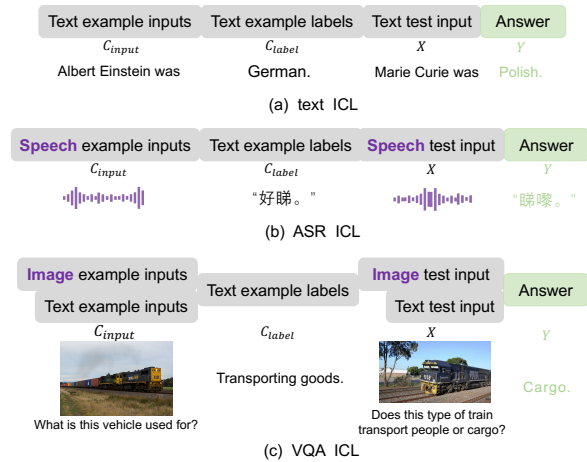 Text example inputs Text example labels Text test input Answer
C_input C_label X Y
Albert Einstein was German. Marie Curie was Polish.
(a) text ICL
Speech example inputs Text example labels Speech test input Answer
C_input C_label X Y
“好睇。” “睇嚟。”
(b) ASR ICL
Image example inputs Text example labels Image test input Answer
Text example inputs Text test input
C_input C_label X Y
Transporting goods. Cargo.
What is this vehicle used for? Does this type of train
transport people or cargo?
(c) VQA ICL